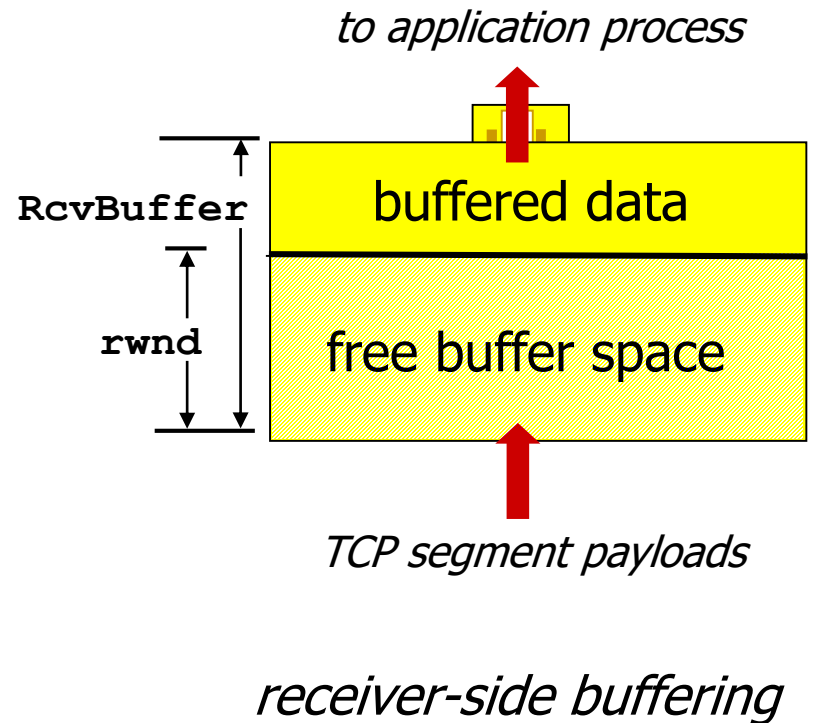 to application process
RcvBuffer
buffered data
rwnd
free buffer space
TCP segment payloads
receiver-side buffering